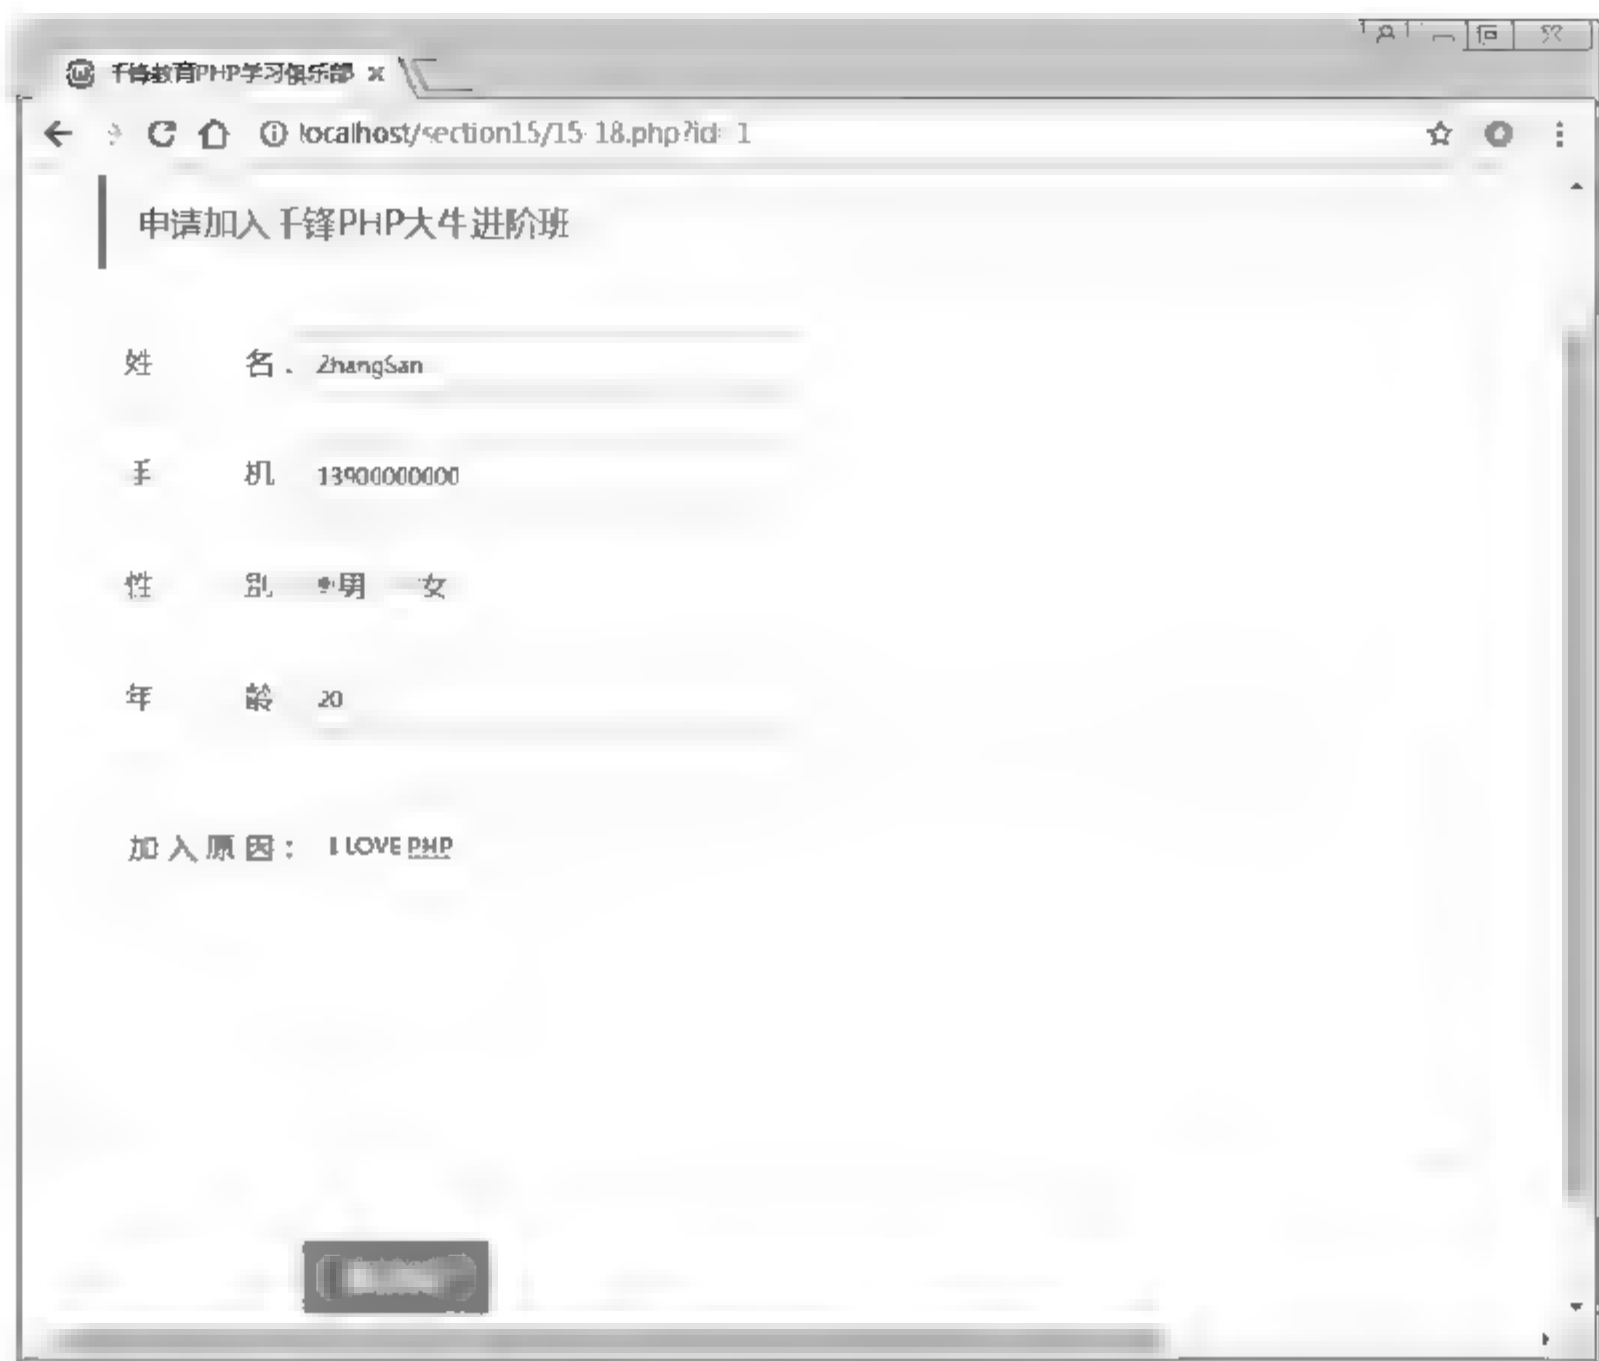 千锋教育PHP学习俱乐部
localhost/section15/15-18.php?id=1
申请加入千锋PHP大牛进阶班
姓 名: ZhangSan
手 机 13900000000
性 别 男 女
年 龄 20
加入原因: I LOVE PHP